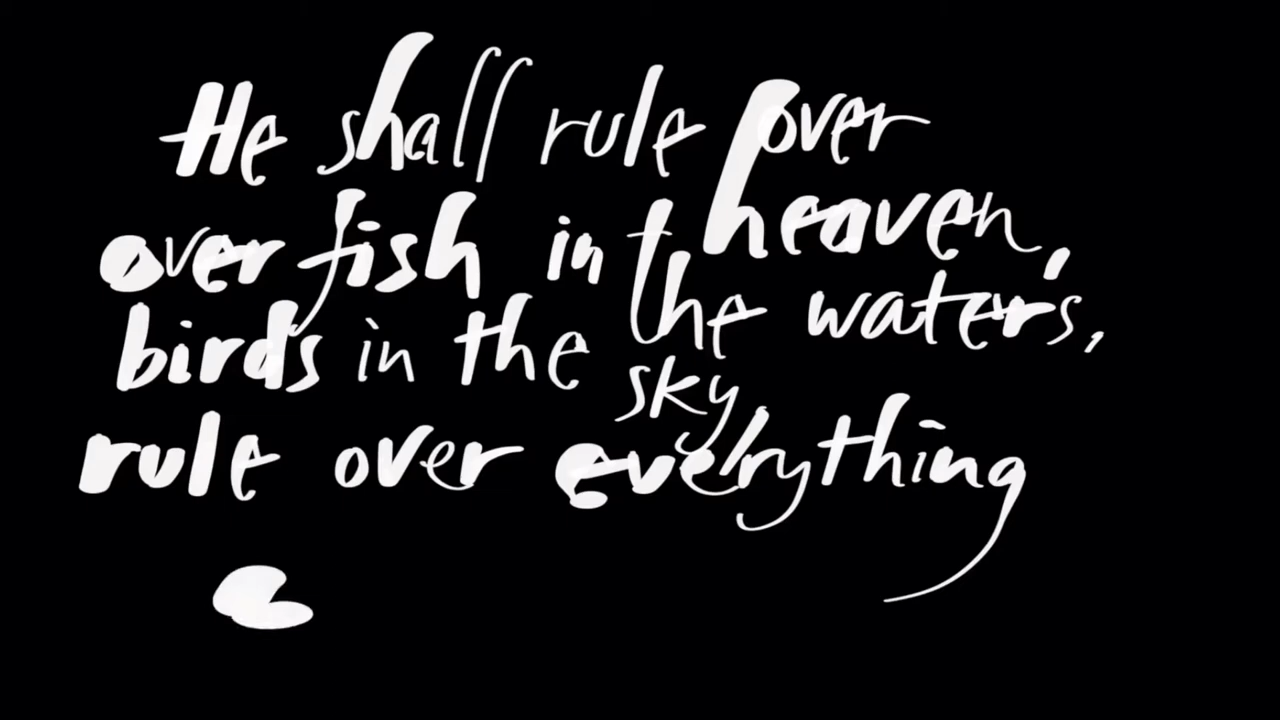 He shall rule over
over fish in heaven,
birds in the the waters,
sky
rule over everything